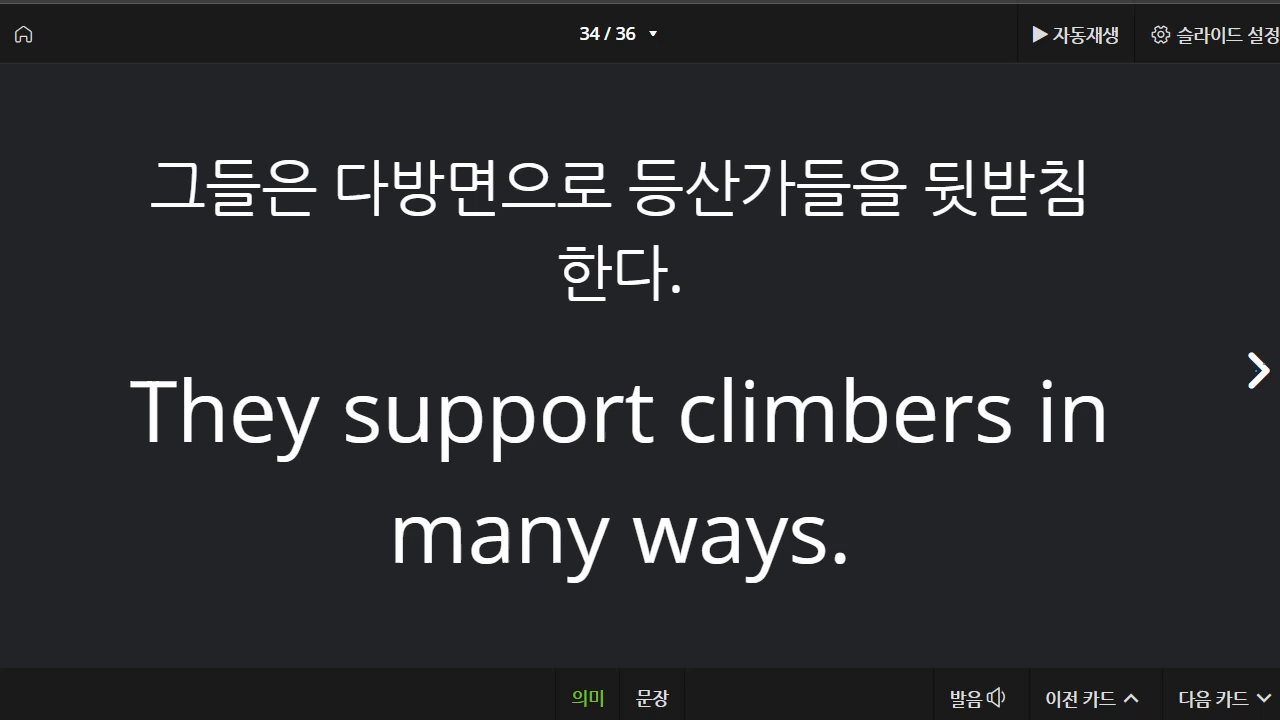 34 / 36
자동재생
슬라이드 설정
그들은 다방면으로 등산가들을 뒷받침
한다.
They support climbers in
many ways.
의미
문장
발음
이전 카드
다음 카드